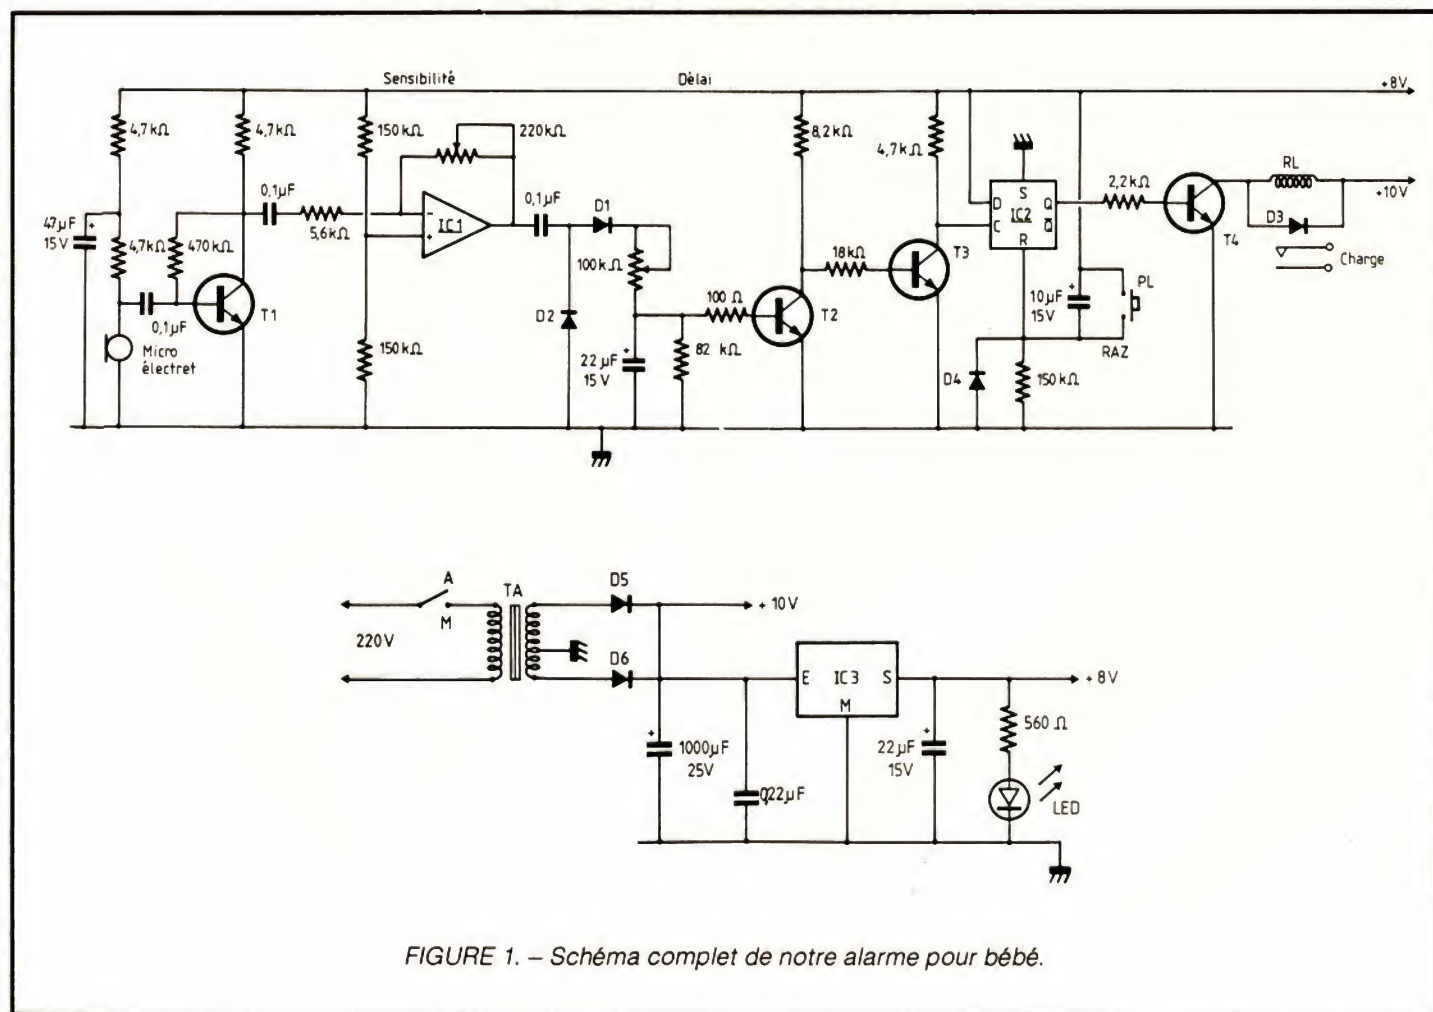 Sensibilité
Délai
+8V
4,7kΩ
4,7kΩ
150kΩ
220kΩ
8,2kΩ
4,7kΩ
RL
+10V
0,1µF
5,6kΩ
-
+
IC1
0,1µF
D1
D
C
S
IC2
R
Q
Q̅
2,2kΩ
T4
D3
Charge
47µF
15V
+
4,7kΩ
470kΩ
100kΩ
18kΩ
T3
0,1µF
T1
D2
100Ω
T2
+
10µF
15V
PL
RAZ
Micro
électret
150kΩ
+
22µF
15V
82 kΩ
D4
150kΩ
A
M
TA
D5
+10V
220V
D6
E
IC3
S
M
+8V
+
1000µF
25V
0,22µF
+
22µF
15V
560 Ω
LED
FIGURE 1. – Schéma complet de notre alarme pour bébé.